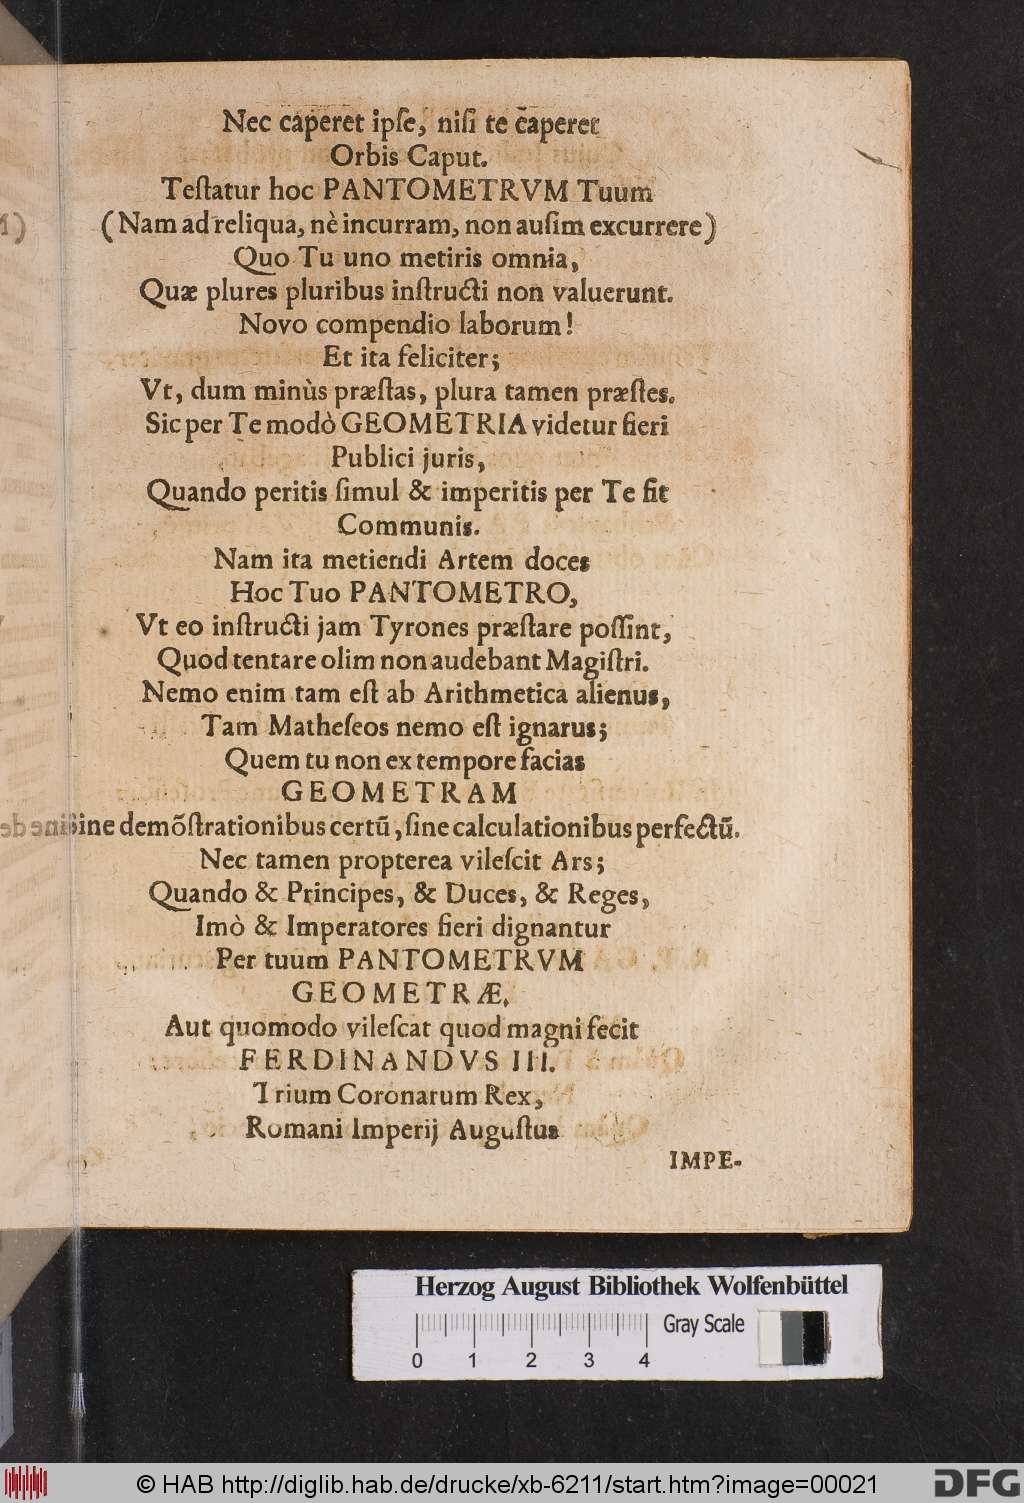 Nec caperet ipſe, niſi te caperet
Orbis Caput.
Teſtatur hoc PANTOMETRVM Tuum
(Nam ad reliqua, nè incurram, non auſim excurrere)
Quo Tu uno metiris omnia,
Quæ plures pluribus inſtructi non valuerunt.
Novo compendio laborum!
Et ita feliciter;
Vt, dum minùs præſtas, plura tamen præſtes.
Sic per Te modò GEOMETRIA videtur fieri
Publici juris,
Quando peritis ſimul & imperitis per Te fit
Communis.
Nam ita metiendi Artem doces
Hoc Tuo PANTOMETRO,
Vt eo inſtructi jam Tyrones præſtare poſſint,
Quod tentare olim non audebant Magiſtri.
Nemo enim tam eſt ab Arithmetica alienus,
Tam Matheſeos nemo eſt ignarus;
Quem tu non ex tempore facias
GEOMETRAM
ſine demõſtrationibus certũ, ſine calculationibus perfectũ.
Nec tamen propterea vileſcit Ars;
Quando & Principes, & Duces, & Reges,
Imò & Imperatores fieri dignantur
Per tuum PANTOMETRVM
GEOMETRÆ.
Aut quomodo vileſcat quod magni fecit
FERDINANDVS III.
Trium Coronarum Rex,
Romani Imperij Auguſtus
IMPE-
Herzog August Bibliothek Wolfenbüttel
Gray Scale
0 1 2 3 4
© HAB http://diglib.hab.de/drucke/xb-6211/start.htm?image=00021
DFG